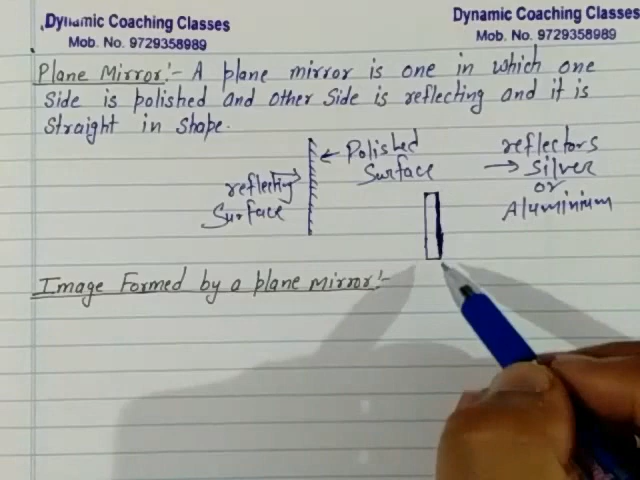 Dynamic Coaching Classes
Mob. No. 9729358989
Dynamic Coaching Classes
Mob. No. 9729358989
Plane Mirror:- A plane mirror is one in which one
side is polished and other side is reflecting and it is
straight in shape.
reflecting
surface
Polished
surface
reflectors
→ silver
or
Aluminium
Image Formed by a plane mirror:-